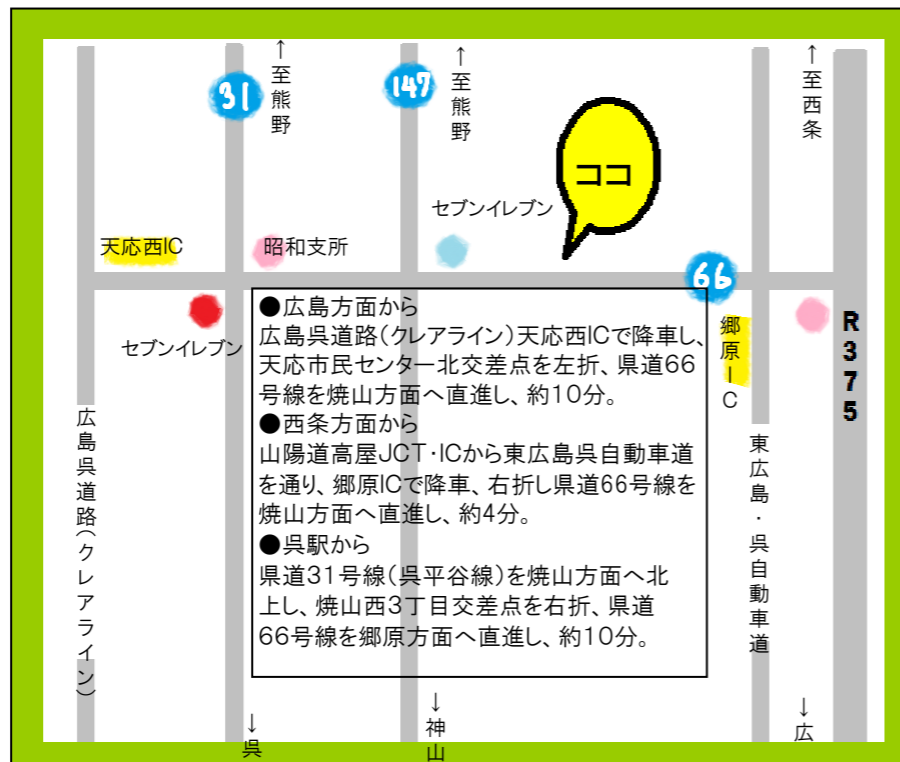 ↑至熊野
↑至熊野
↑至西条
31
147
ココ
セブンイレブン
天応西IC
昭和支所
66
セブンイレブン
郷原IC
R375
●広島方面から
広島呉道路(クレアライン)天応西ICで降車し、
天応市民センター北交差点を左折、県道66
号線を焼山方面へ直進し、約10分。
●西条方面から
山陽道高屋JCT・ICから東広島呉自動車道
を通り、郷原ICで降車、右折し県道66号線を
焼山方面へ直進し、約4分。
●呉駅から
県道31号線(呉平谷線)を焼山方面へ北
上し、焼山西3丁目交差点を右折、県道
66号線を郷原方面へ直進し、約10分。
広島呉道路(クレアライン)
東広島・呉自動車道
↓呉
↓神山
↓広